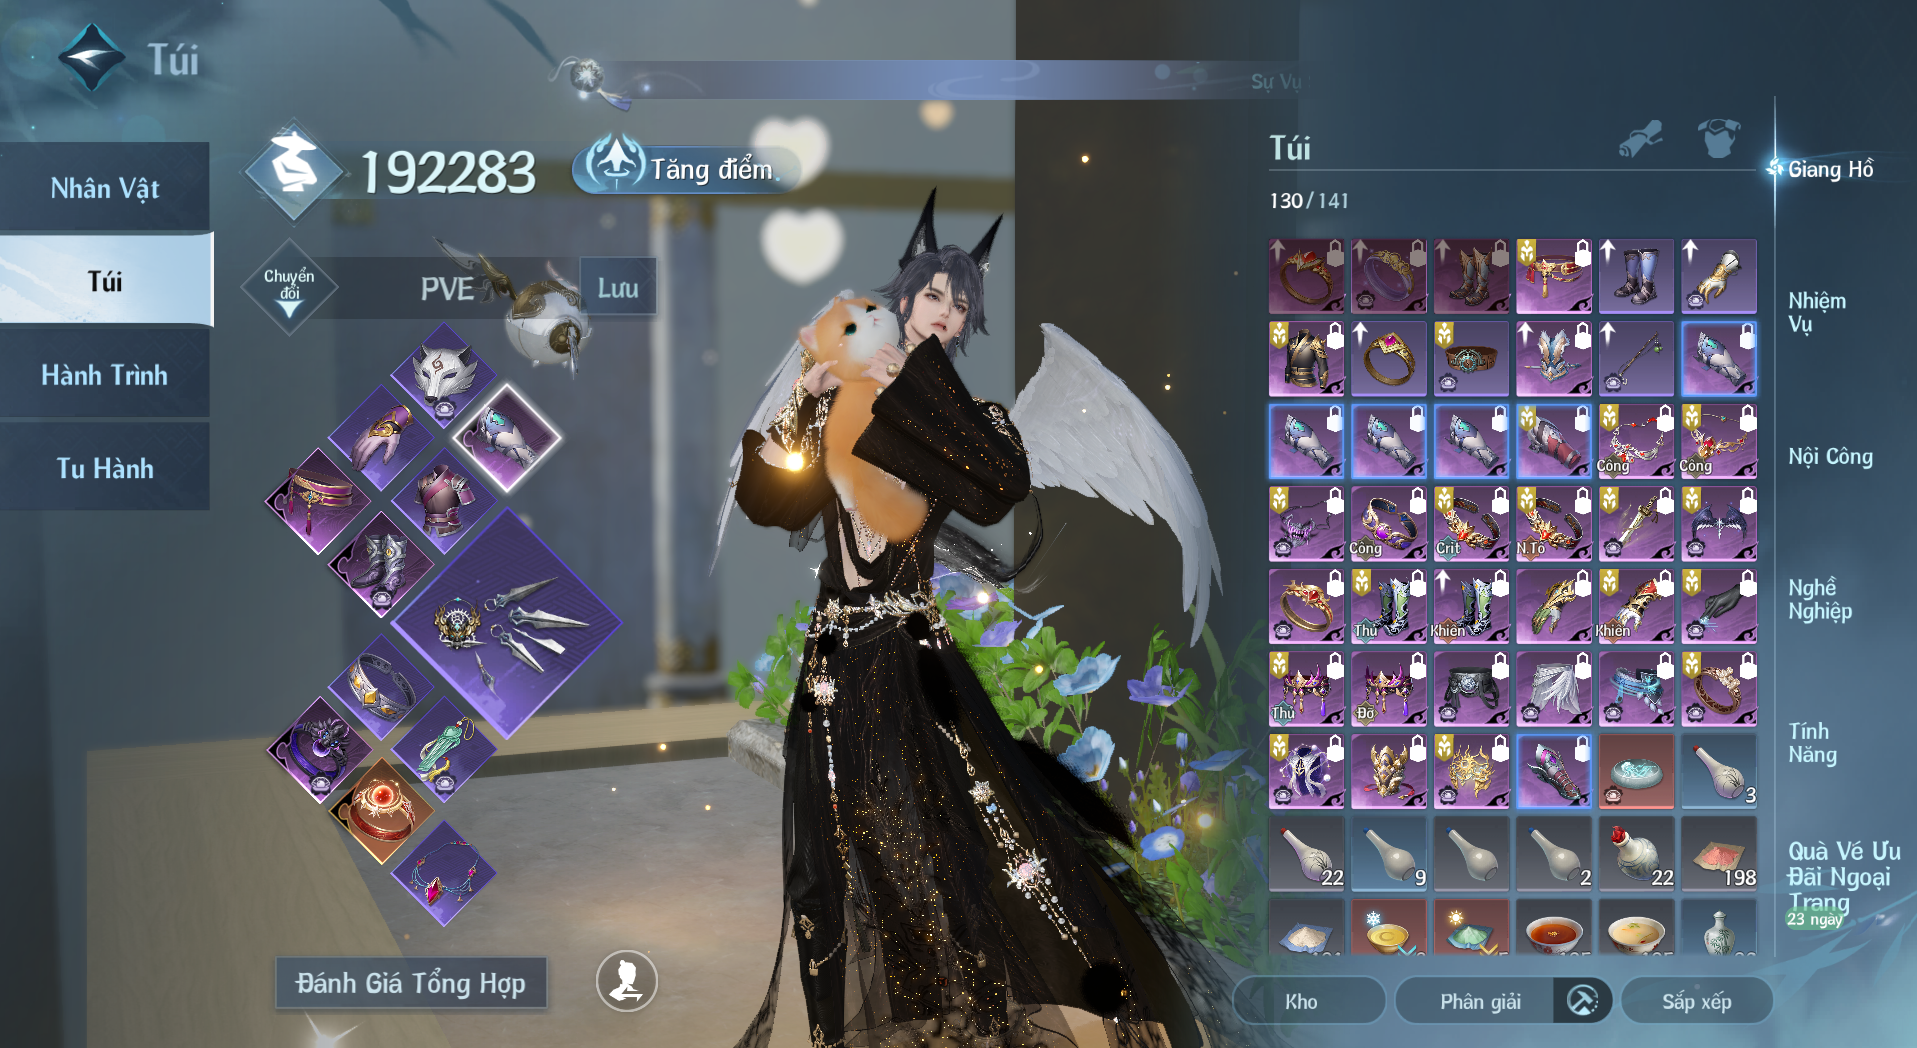 Túi
Sự Vụ
Nhân Vật
Túi
Hành Trình
Tu Hành
192283
Tăng điểm
Chuyển đổi
PVE
Lưu
Đánh Giá Tổng Hợp
Túi
130/141
Công
Công
Công
Crit
N.Tố
Thủ
Khiên
Khiên
Thủ
Đỡ
3
22
9
2
22
198
Kho
Phân giải
Sắp xếp
Giang Hồ
Nhiệm
Vụ
Nội Công
Nghề
Nghiệp
Tính
Năng
Quà Vé Ưu
Đãi Ngoại
Trang
23 ngày